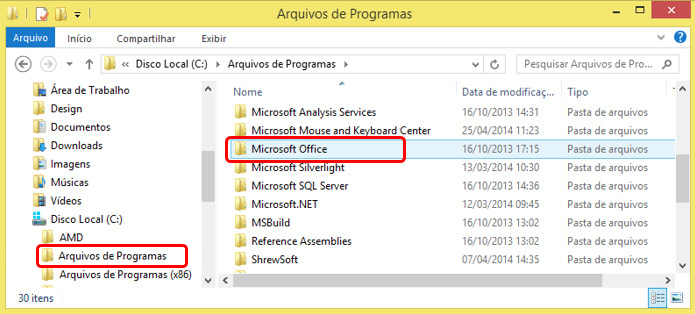 Arquivos de Programas
Arquivo Início Compartilhar Exibir
« Disco Local (C:) Arquivos de Programas Pesquisar Arquivos de Pro...
Área de Trabalho
Design
Documentos
Downloads
Imagens
Músicas
Vídeos
Disco Local (C:)
AMD
Arquivos de Programas
Arquivos de Programas (x86)
Nome Data de modificaç... Tipo
Microsoft Analysis Services 16/10/2013 14:31 Pasta de arquivos
Microsoft Mouse and Keyboard Center 25/04/2014 11:23 Pasta de arquivos
Microsoft Office 16/10/2013 17:15 Pasta de arquivos
Microsoft Silverlight 13/03/2014 10:30 Pasta de arquivos
Microsoft SQL Server 16/10/2013 14:36 Pasta de arquivos
Microsoft.NET 12/03/2014 09:45 Pasta de arquivos
MSBuild 16/10/2013 13:02 Pasta de arquivos
Reference Assemblies 16/10/2013 13:02 Pasta de arquivos
ShrewSoft 07/04/2014 14:35 Pasta de arquivos
30 itens